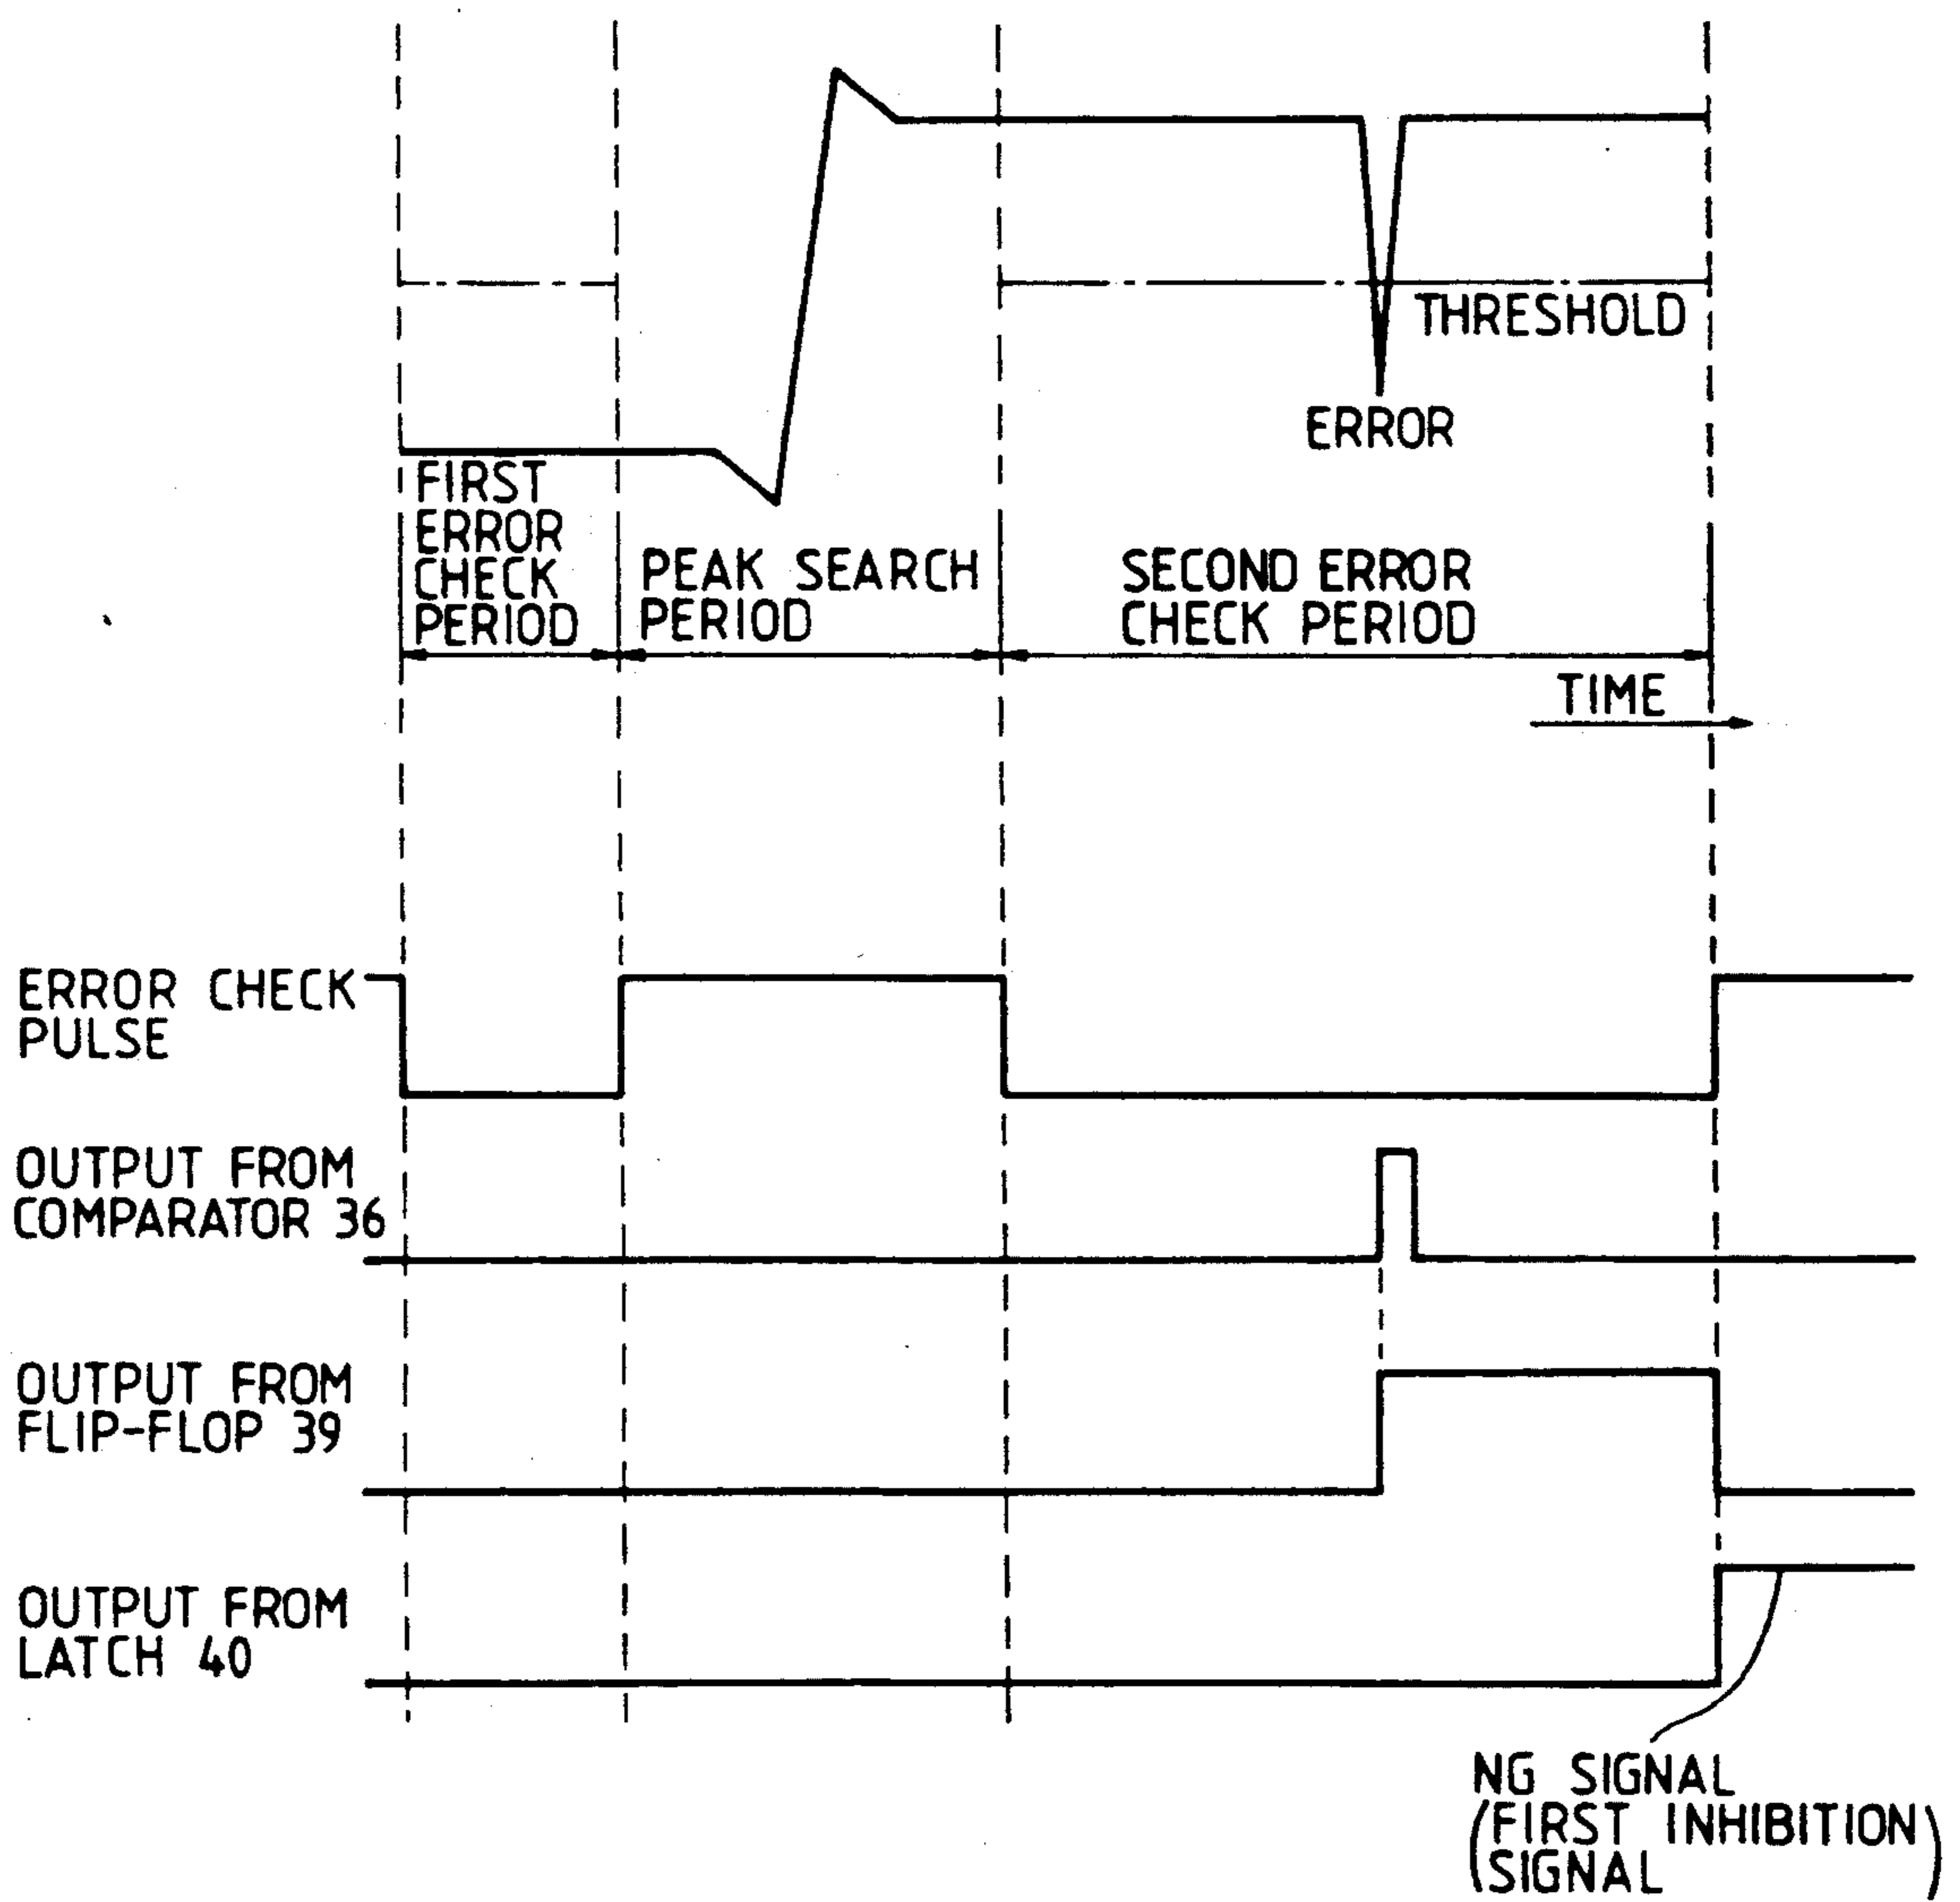 THRESHOLD
ERROR
FIRST
ERROR
CHECK
PERIOD
PEAK SEARCH
PERIOD
SECOND ERROR
CHECK PERIOD
TIME
ERROR CHECK
PULSE
OUTPUT FROM
COMPARATOR 36
OUTPUT FROM
FLIP-FLOP 39
OUTPUT FROM
LATCH 40
NG SIGNAL
(FIRST INHIBITION)
SIGNAL